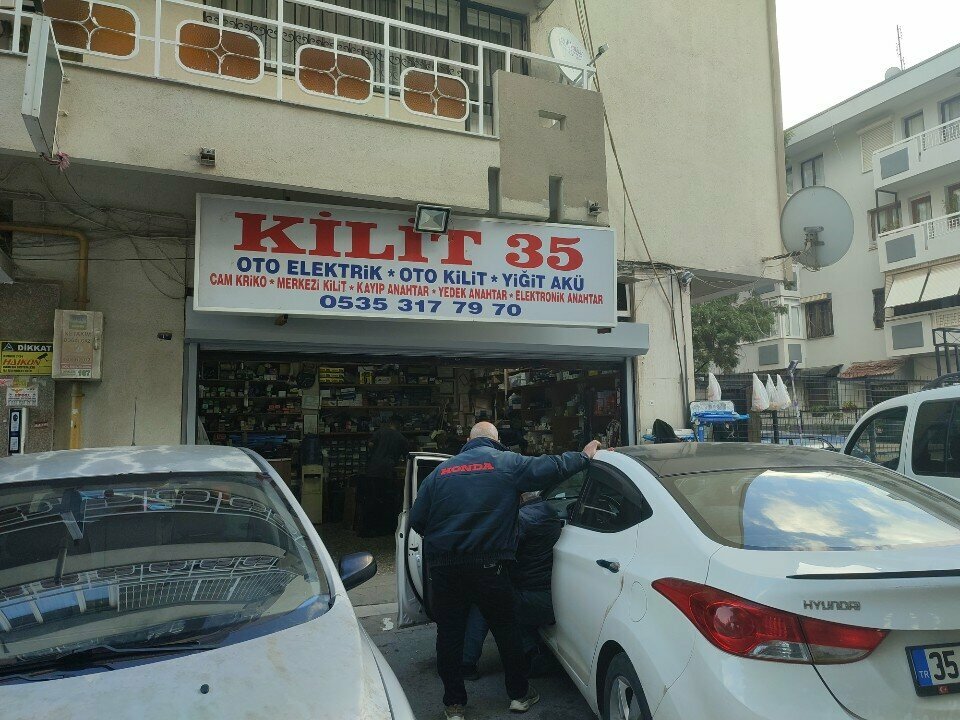 KİLİT 35
OTO ELEKTRİK * OTO KİLİT * YİĞİT AKÜ
CAM KRİKO * MERKEZİ KİLİT * KAYIP ANAHTAR * YEDEK ANAHTAR * ELEKTRONİK ANAHTAR
0535 317 79 70
DİKKAT
HONDA
HYUNDAI
35
TR